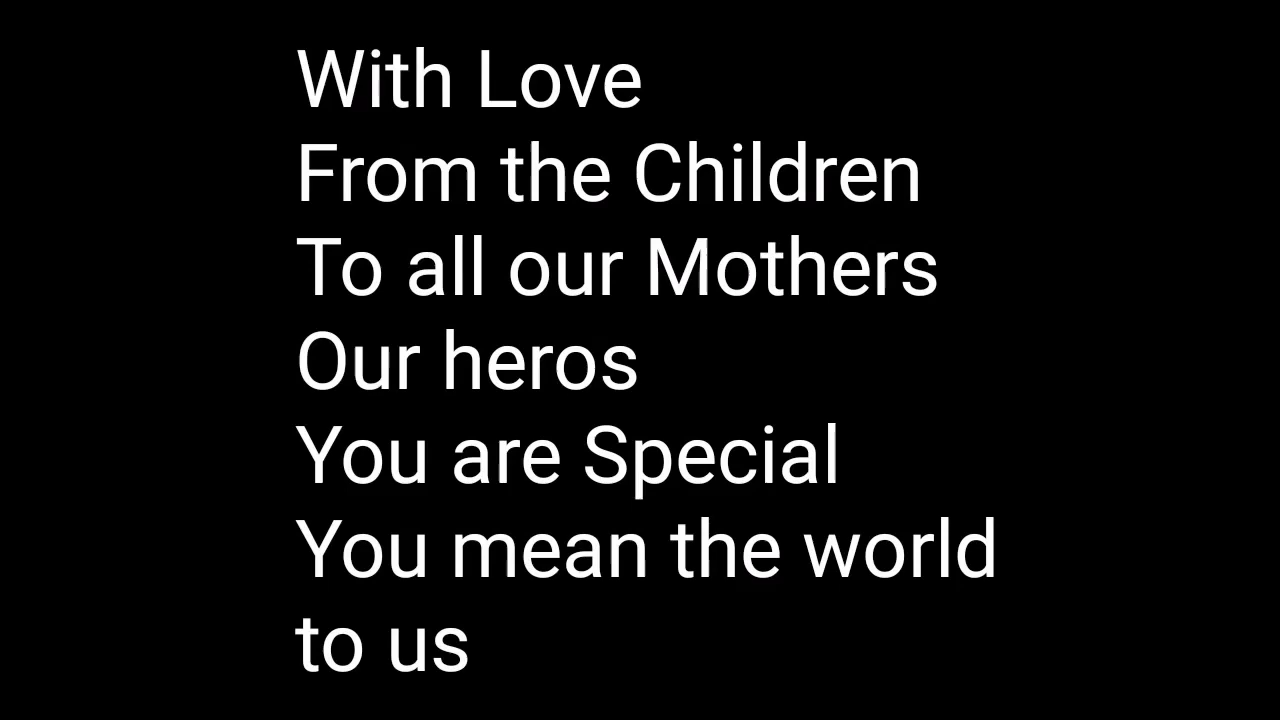 With Love
From the Children
To all our Mothers
Our heros
You are Special
You mean the world
to us